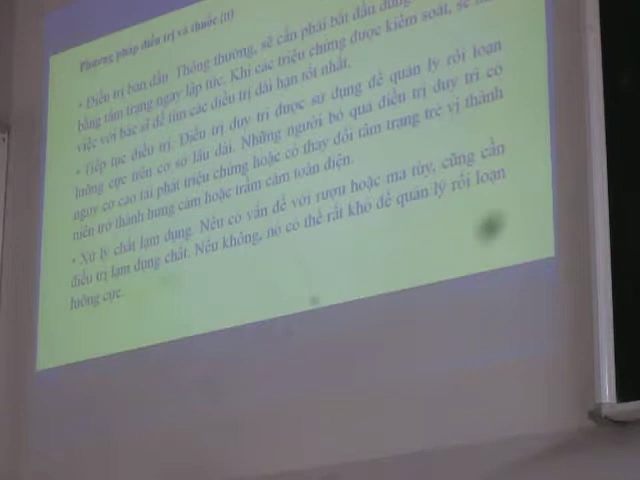 Phương pháp điều trị và thuốc (tt)
• Điều trị ban đầu. Thông thường, sẽ cần phải bắt đầu dùng
bằng tâm trạng ngay lập tức. Khi các triệu chứng được kiểm soát, sẽ
việc với bác sĩ để tìm các điều trị dài hạn tốt nhất.
• Tiếp tục điều trị. Điều trị duy trì được sử dụng để quản lý rối loạn
lưỡng cực trên cơ sở lâu dài. Những người bỏ qua điều trị duy trì có
nguy cơ cao tái phát triệu chứng hoặc có thay đổi tâm trạng trẻ vị thành
niên trở thành hưng cảm hoặc trầm cảm toàn diện.
• Xử lý chất lạm dụng. Nếu có vấn đề với rượu hoặc ma túy, cũng cần
điều trị lạm dụng chất. Nếu không, nó có thể rất khó để quản lý rối loạn
lưỡng cực.